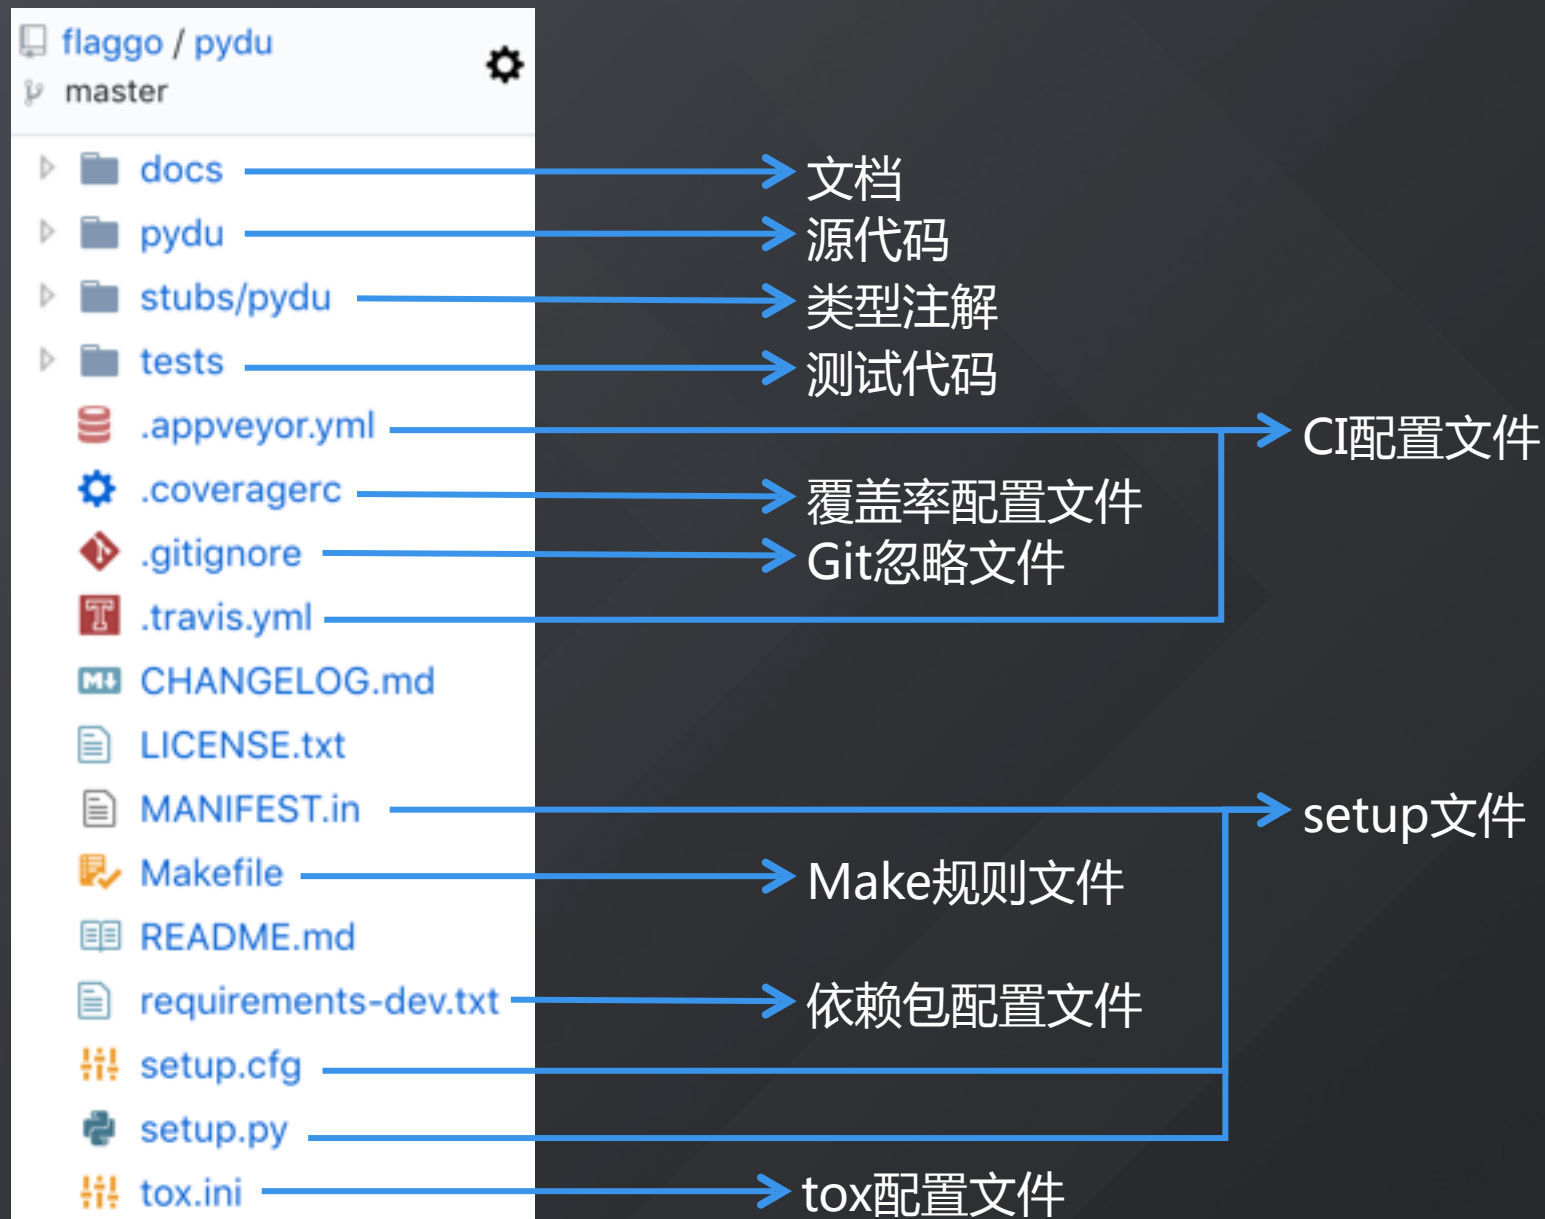 flaggo / pydu
master
docs
文档
pydu
源代码
stubs/pydu
类型注解
tests
测试代码
.appveyor.yml
CI配置文件
.coveragerc
覆盖率配置文件
.gitignore
Git忽略文件
.travis.yml
CHANGELOG.md
LICENSE.txt
MANIFEST.in
setup文件
Makefile
Make规则文件
README.md
requirements-dev.txt
依赖包配置文件
setup.cfg
setup.py
tox.ini
tox配置文件